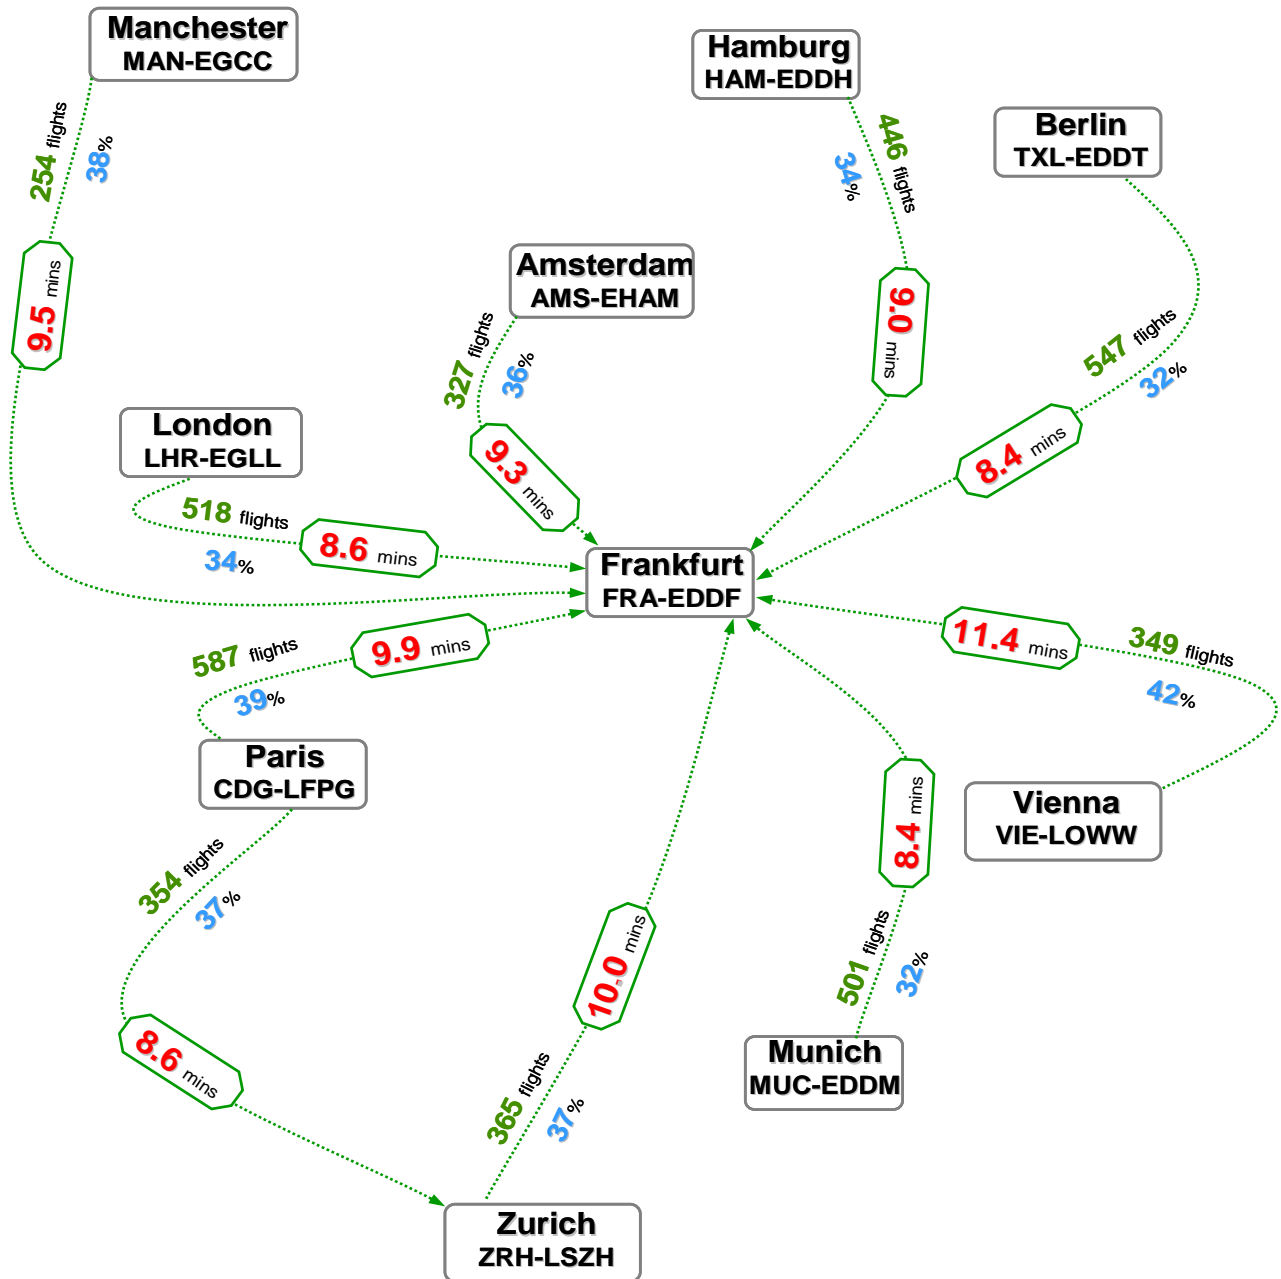 Manchester
MAN-EGCC
254 flights
38%
9.5 mins
Hamburg
HAM-EDDH
446 flights
34%
9.0 mins
Berlin
TXL-EDDT
547 flights
32%
8.4 mins
Amsterdam
AMS-EHAM
327 flights
36%
9.3 mins
London
LHR-EGLL
518 flights
34%
8.6 mins
Frankfurt
FRA-EDDF
587 flights
39%
9.9 mins
Paris
CDG-LFPG
349 flights
42%
11.4 mins
Vienna
VIE-LOWW
354 flights
37%
8.6 mins
10.0 mins
365 flights
37%
8.4 mins
501 flights
32%
Munich
MUC-EDDM
Zurich
ZRH-LSZH